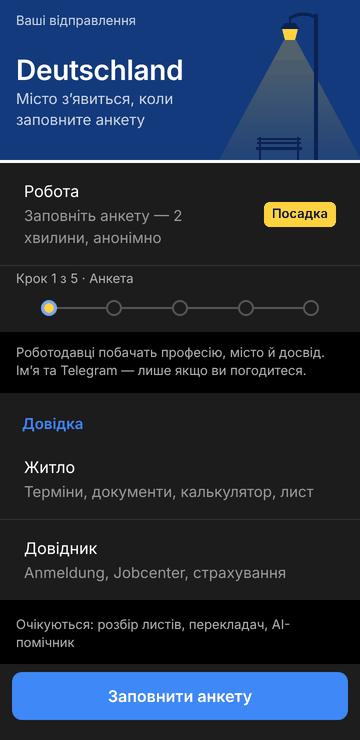 Ваші відправлення
Deutschland
Місто зʼявиться, коли
заповните анкету
Робота
Заповніть анкету — 2
хвилини, анонімно
Посадка
Крок 1 з 5 · Анкета
Роботодавці побачать професію, місто й досвід.
Імʼя та Telegram — лише якщо ви погодитеся.
Довідка
Житло
Терміни, документи, калькулятор, лист
Довідник
Anmeldung, Jobcenter, страхування
Очікуються: розбір листів, перекладач, AI-
помічник
Заповнити анкету